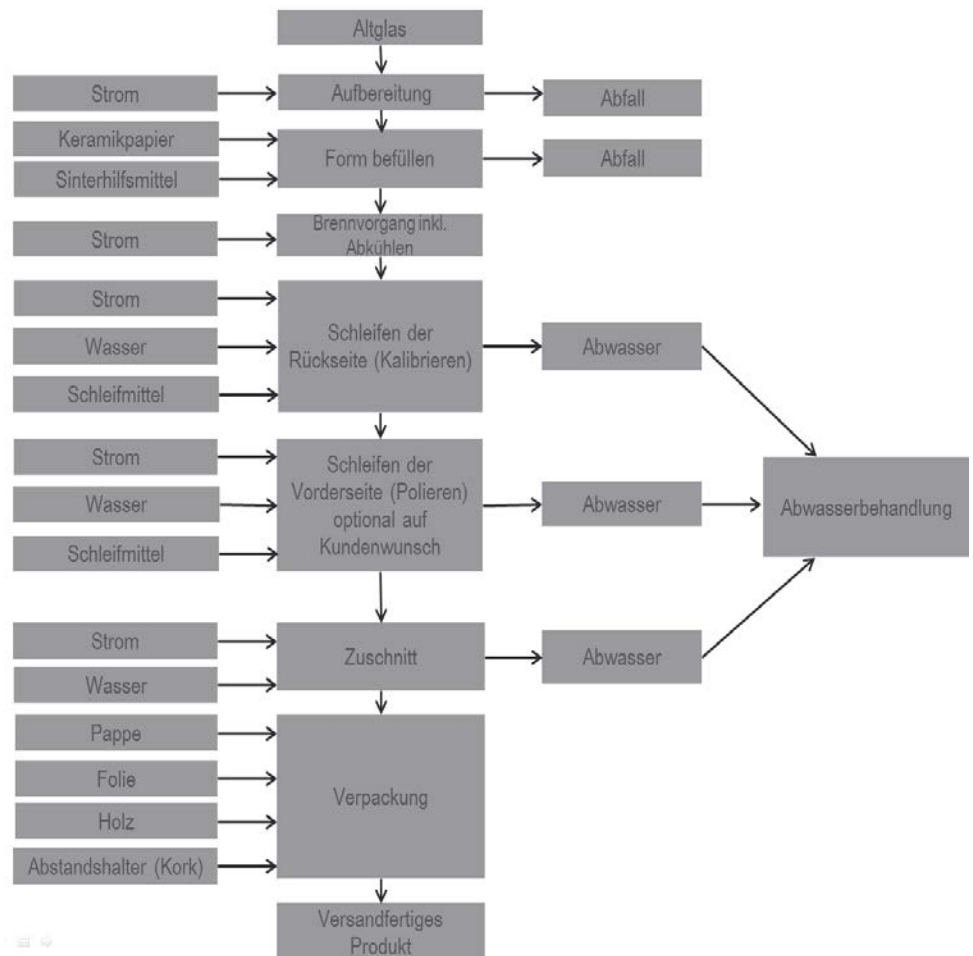 Altglas
Strom
Aufbereitung
Abfall
Keramikpapier
Sinterhilfsmittel
Form befüllen
Abfall
Strom
Brennvorgang inkl.
Abkühlen
Strom
Wasser
Schleifmittel
Schleifen der
Rückseite (Kalibrieren)
Abwasser
Strom
Wasser
Schleifmittel
Schleifen der
Vorderseite (Polieren)
optional auf
Kundenwunsch
Abwasser
Abwasserbehandlung
Strom
Wasser
Zuschnitt
Abwasser
Pappe
Folie
Holz
Abstandshalter (Kork)
Verpackung
Versandfertiges
Produkt